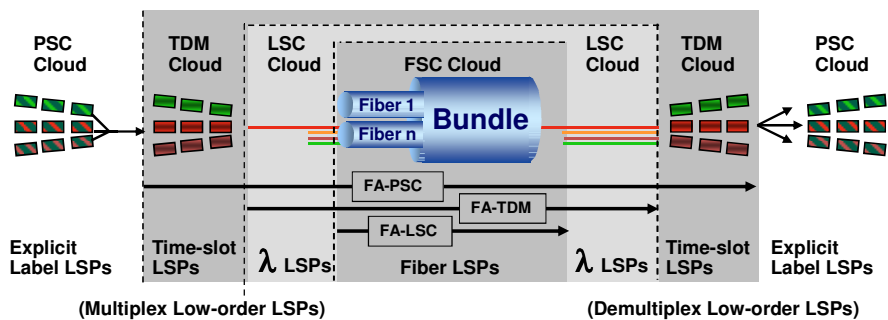 PSC
Cloud
TDM
Cloud
LSC
Cloud
FSC Cloud
LSC
Cloud
TDM
Cloud
PSC
Cloud
Fiber 1
Fiber n
Bundle
FA-PSC
FA-TDM
FA-LSC
Explicit
Label LSPs
Time-slot
LSPs
λ LSPs
Fiber LSPs
λ LSPs
Time-slot
LSPs
Explicit
Label LSPs
(Multiplex Low-order LSPs)
(Demultiplex Low-order LSPs)